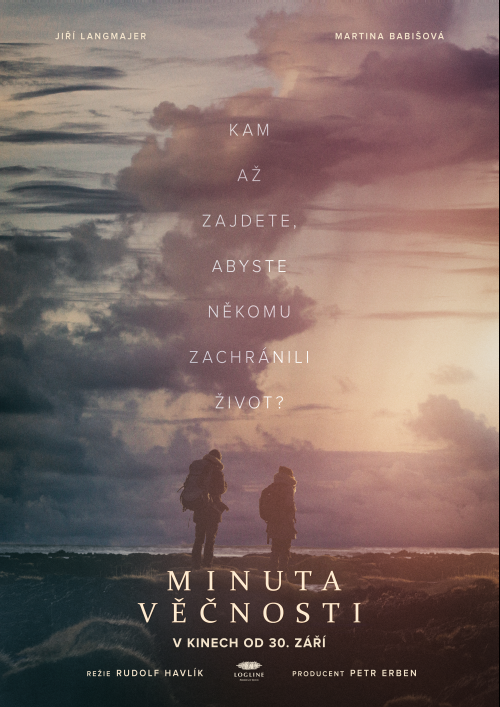 JIŘÍ LANGMAJER
MARTINA BABIŠOVÁ
KAM
AŽ
ZAJDETE,
ABYSTE
NĚKOMU
ZACHRÁNILI
ŽIVOT?
MINUTA
VĚČNOSTI
V KINECH OD 30. ZÁŘÍ
REŽIE RUDOLF HAVLÍK
LOGLINE
PRODUCENT PETR ERBEN